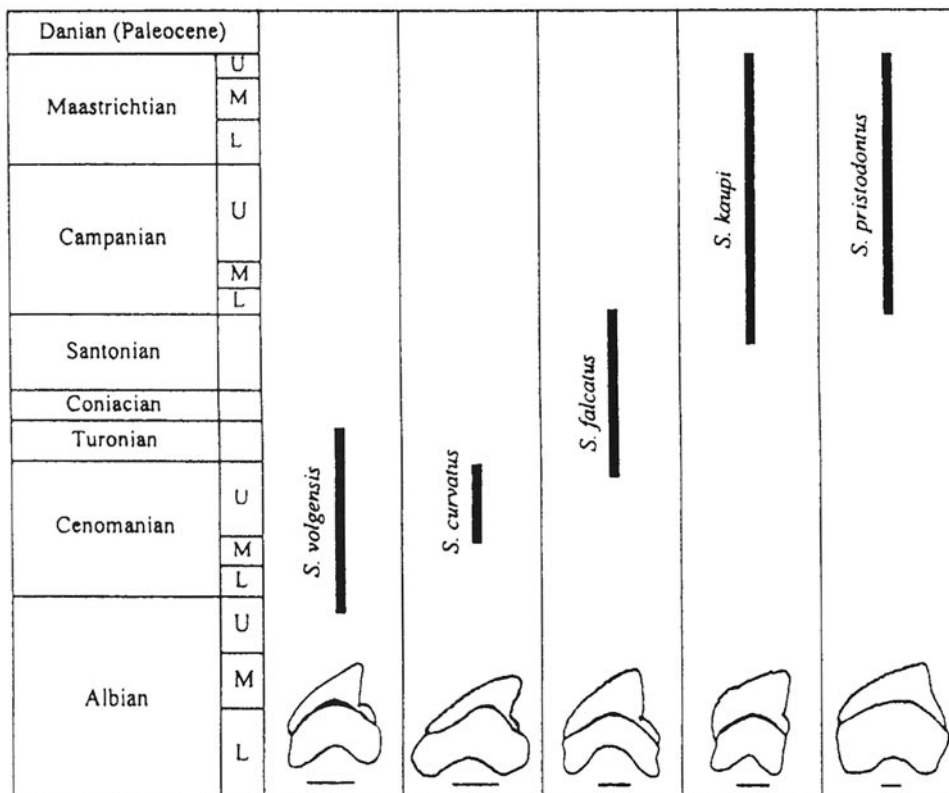 Danian (Paleocene)
Maastrichtian
U
M
L
Campanian
U
M
L
Santonian
Coniacian
Turonian
Cenomanian
U
M
L
Albian
U
M
L
S. volgensis
S. curvatus
S. falcatus
S. kaupi
S. pristodontus